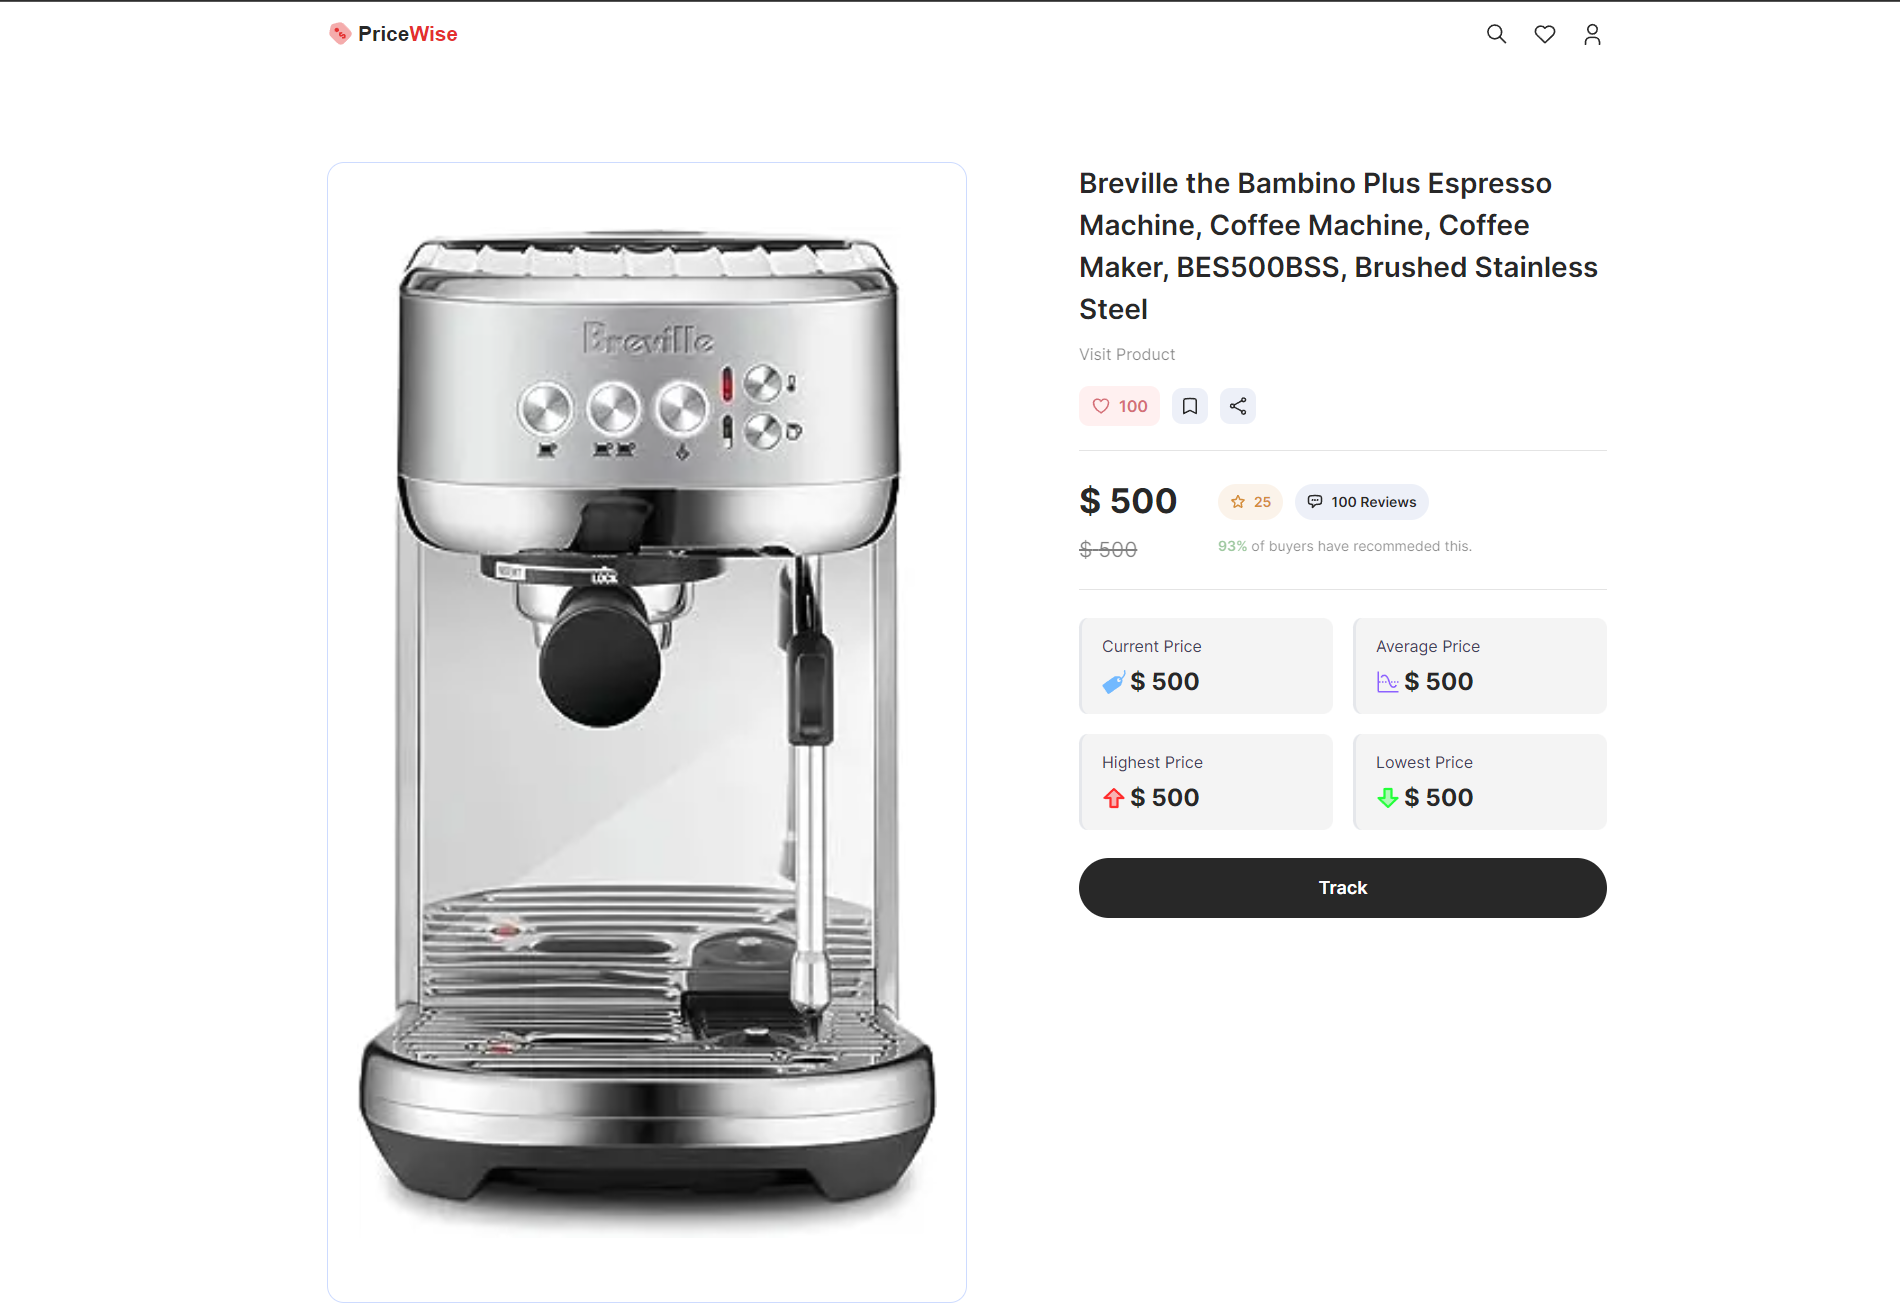 PriceWise
Breville the Bambino Plus Espresso
Machine, Coffee Machine, Coffee
Maker, BES500BSS, Brushed Stainless
Steel
Visit Product
100
$ 500
25
100 Reviews
$ 500
93% of buyers have recommeded this.
Current Price
$ 500
Average Price
$ 500
Highest Price
$ 500
Lowest Price
$ 500
Track
Breville
INSERT
LOCK